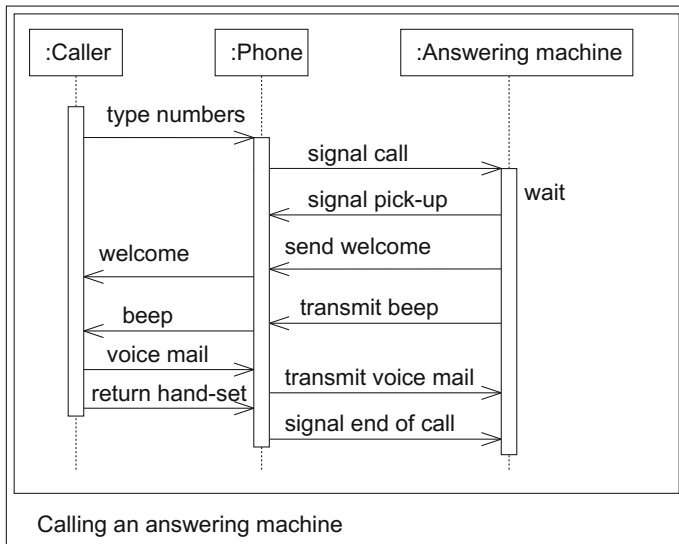 :Caller
:Phone
:Answering machine
type numbers
signal call
wait
signal pick-up
send welcome
welcome
transmit beep
beep
voice mail
transmit voice mail
return hand-set
signal end of call
Calling an answering machine